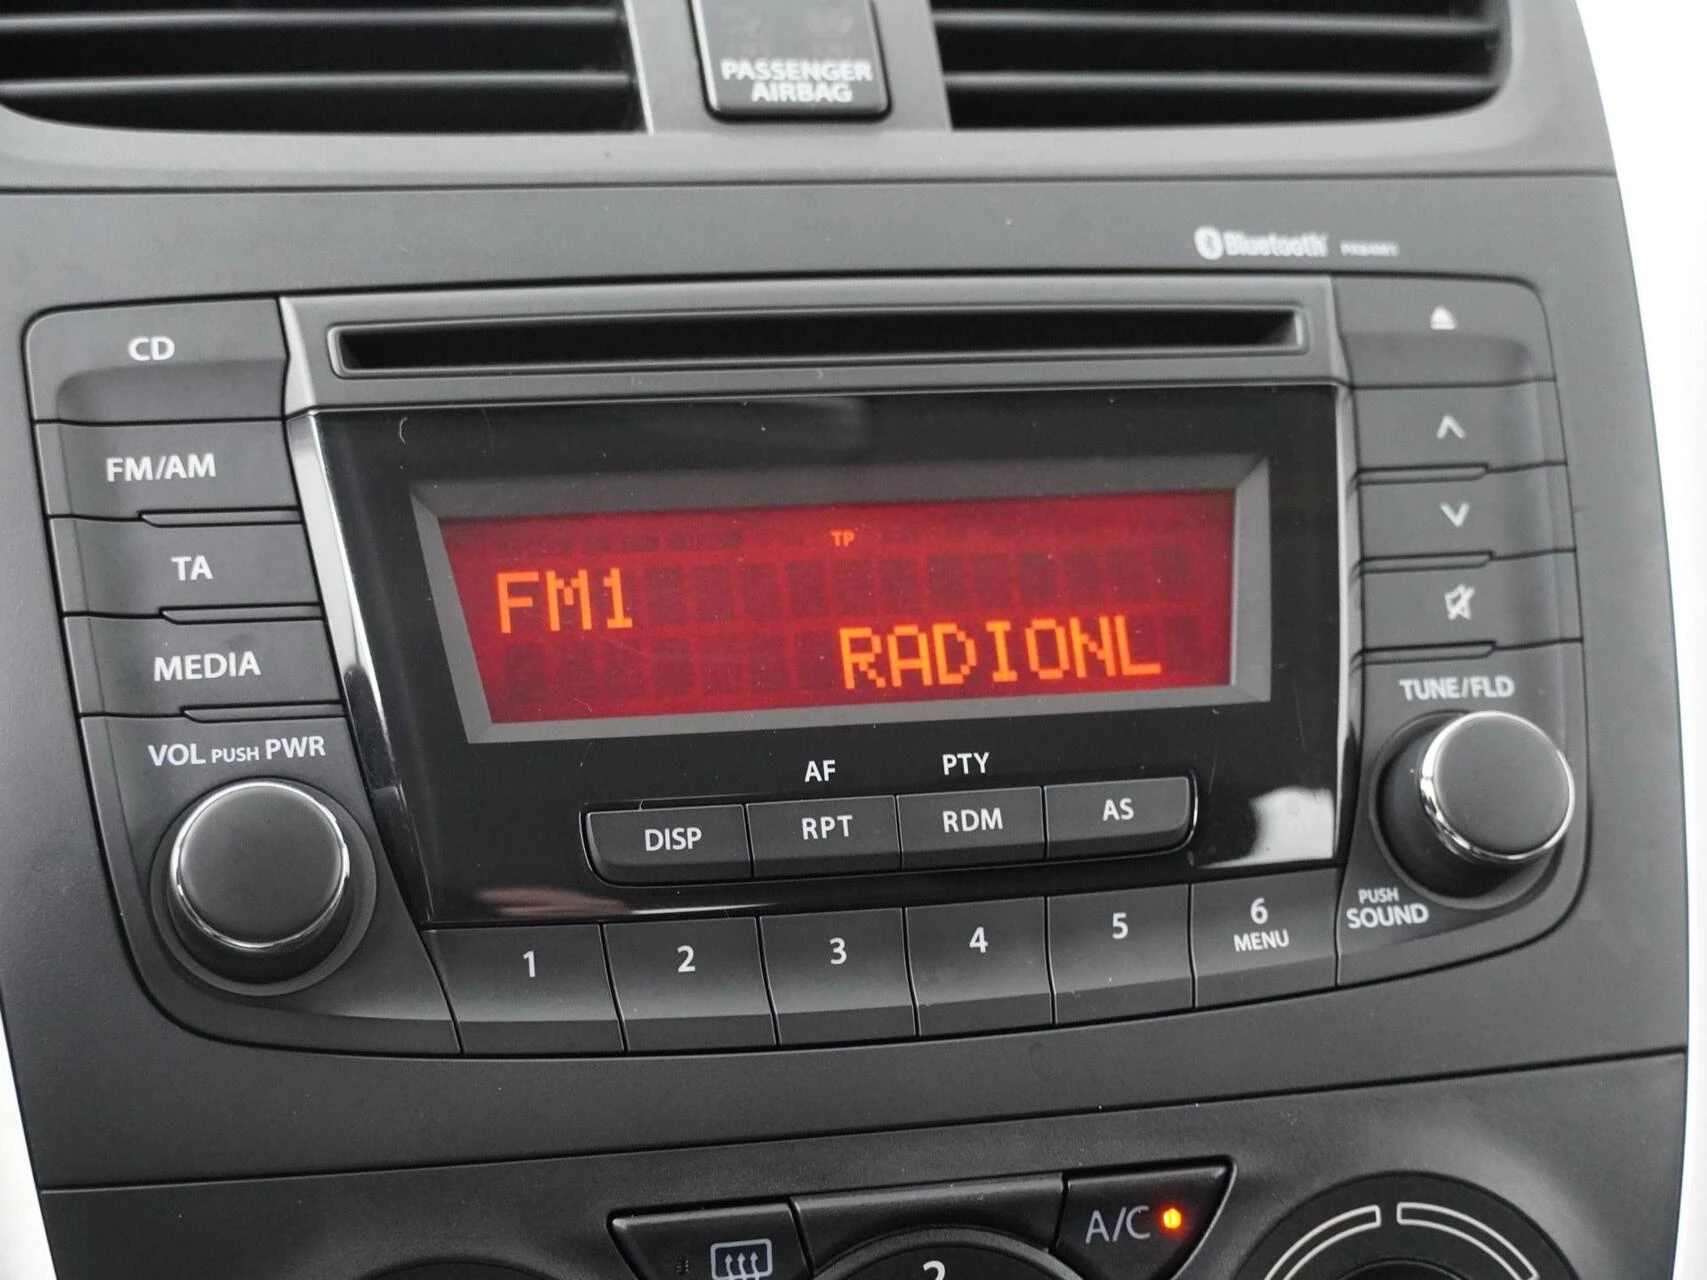 PASSENGER
AIRBAG
Bluetooth
CD
FM/AM
TA
MEDIA
VOL PUSH PWR
TP
FM1
RADIONL
AF PTY
DISP RPT RDM AS
1 2 3 4 5 6
MENU
TUNE/FLD
PUSH
SOUND
A/C
2